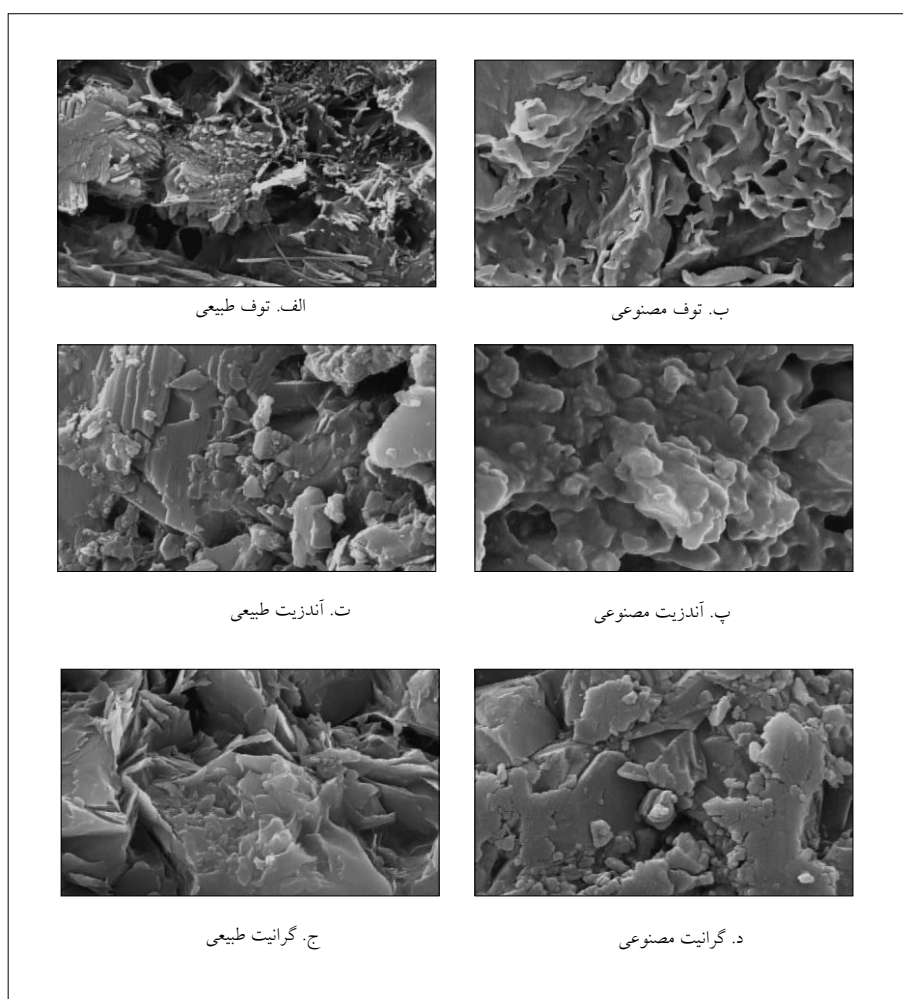 الف. توف طبیعی
ب. توف مصنوعی
ت. آندزیت طبیعی
پ. آندزیت مصنوعی
ج. گرانیت طبیعی
د. گرانیت مصنوعی